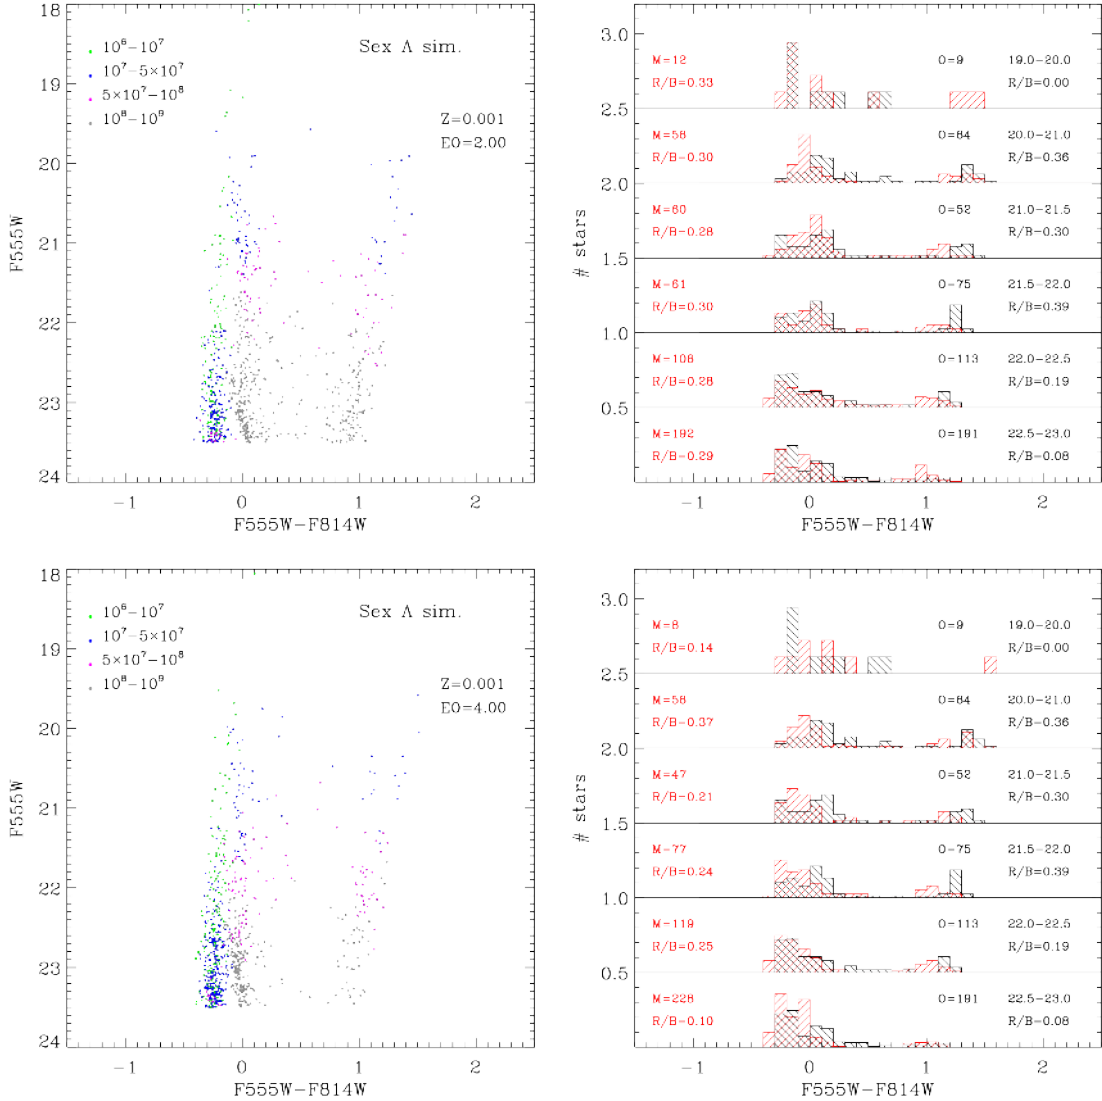 18
19
20
21
22
23
24
F555W
10⁶−10⁷
10⁷−5×10⁷
5×10⁷−10⁸
10⁸−10⁹
Sex A sim.
Z=0.001
EO=2.00
−1
0
1
2
F555W−F814W
3.0
2.5
2.0
1.5
1.0
0.5
# stars
M=12
O=9
19.0−20.0
R/B=0.33
R/B=0.00
M=58
O=84
20.0−21.0
R/B=0.30
R/B=0.36
M=60
O=52
21.0−21.5
R/B=0.28
R/B=0.30
M=61
O=75
21.5−22.0
R/B=0.30
R/B=0.39
M=108
O=113
22.0−22.5
R/B=0.28
R/B=0.19
M=192
O=191
22.5−23.0
R/B=0.29
R/B=0.08
−1
0
1
2
F555W−F814W
18
19
20
21
22
23
24
F555W
10⁶−10⁷
10⁷−5×10⁷
5×10⁷−10⁸
10⁸−10⁹
Sex A sim.
Z=0.001
EO=4.00
−1
0
1
2
F555W−F814W
3.0
2.5
2.0
1.5
1.0
0.5
# stars
M=8
O=9
19.0−20.0
R/B=0.14
R/B=0.00
M=58
O=84
20.0−21.0
R/B=0.37
R/B=0.36
M=47
O=52
21.0−21.5
R/B=0.21
R/B=0.30
M=77
O=75
21.5−22.0
R/B=0.24
R/B=0.39
M=119
O=113
22.0−22.5
R/B=0.25
R/B=0.19
M=228
O=191
22.5−23.0
R/B=0.10
R/B=0.08
−1
0
1
2
F555W−F814W